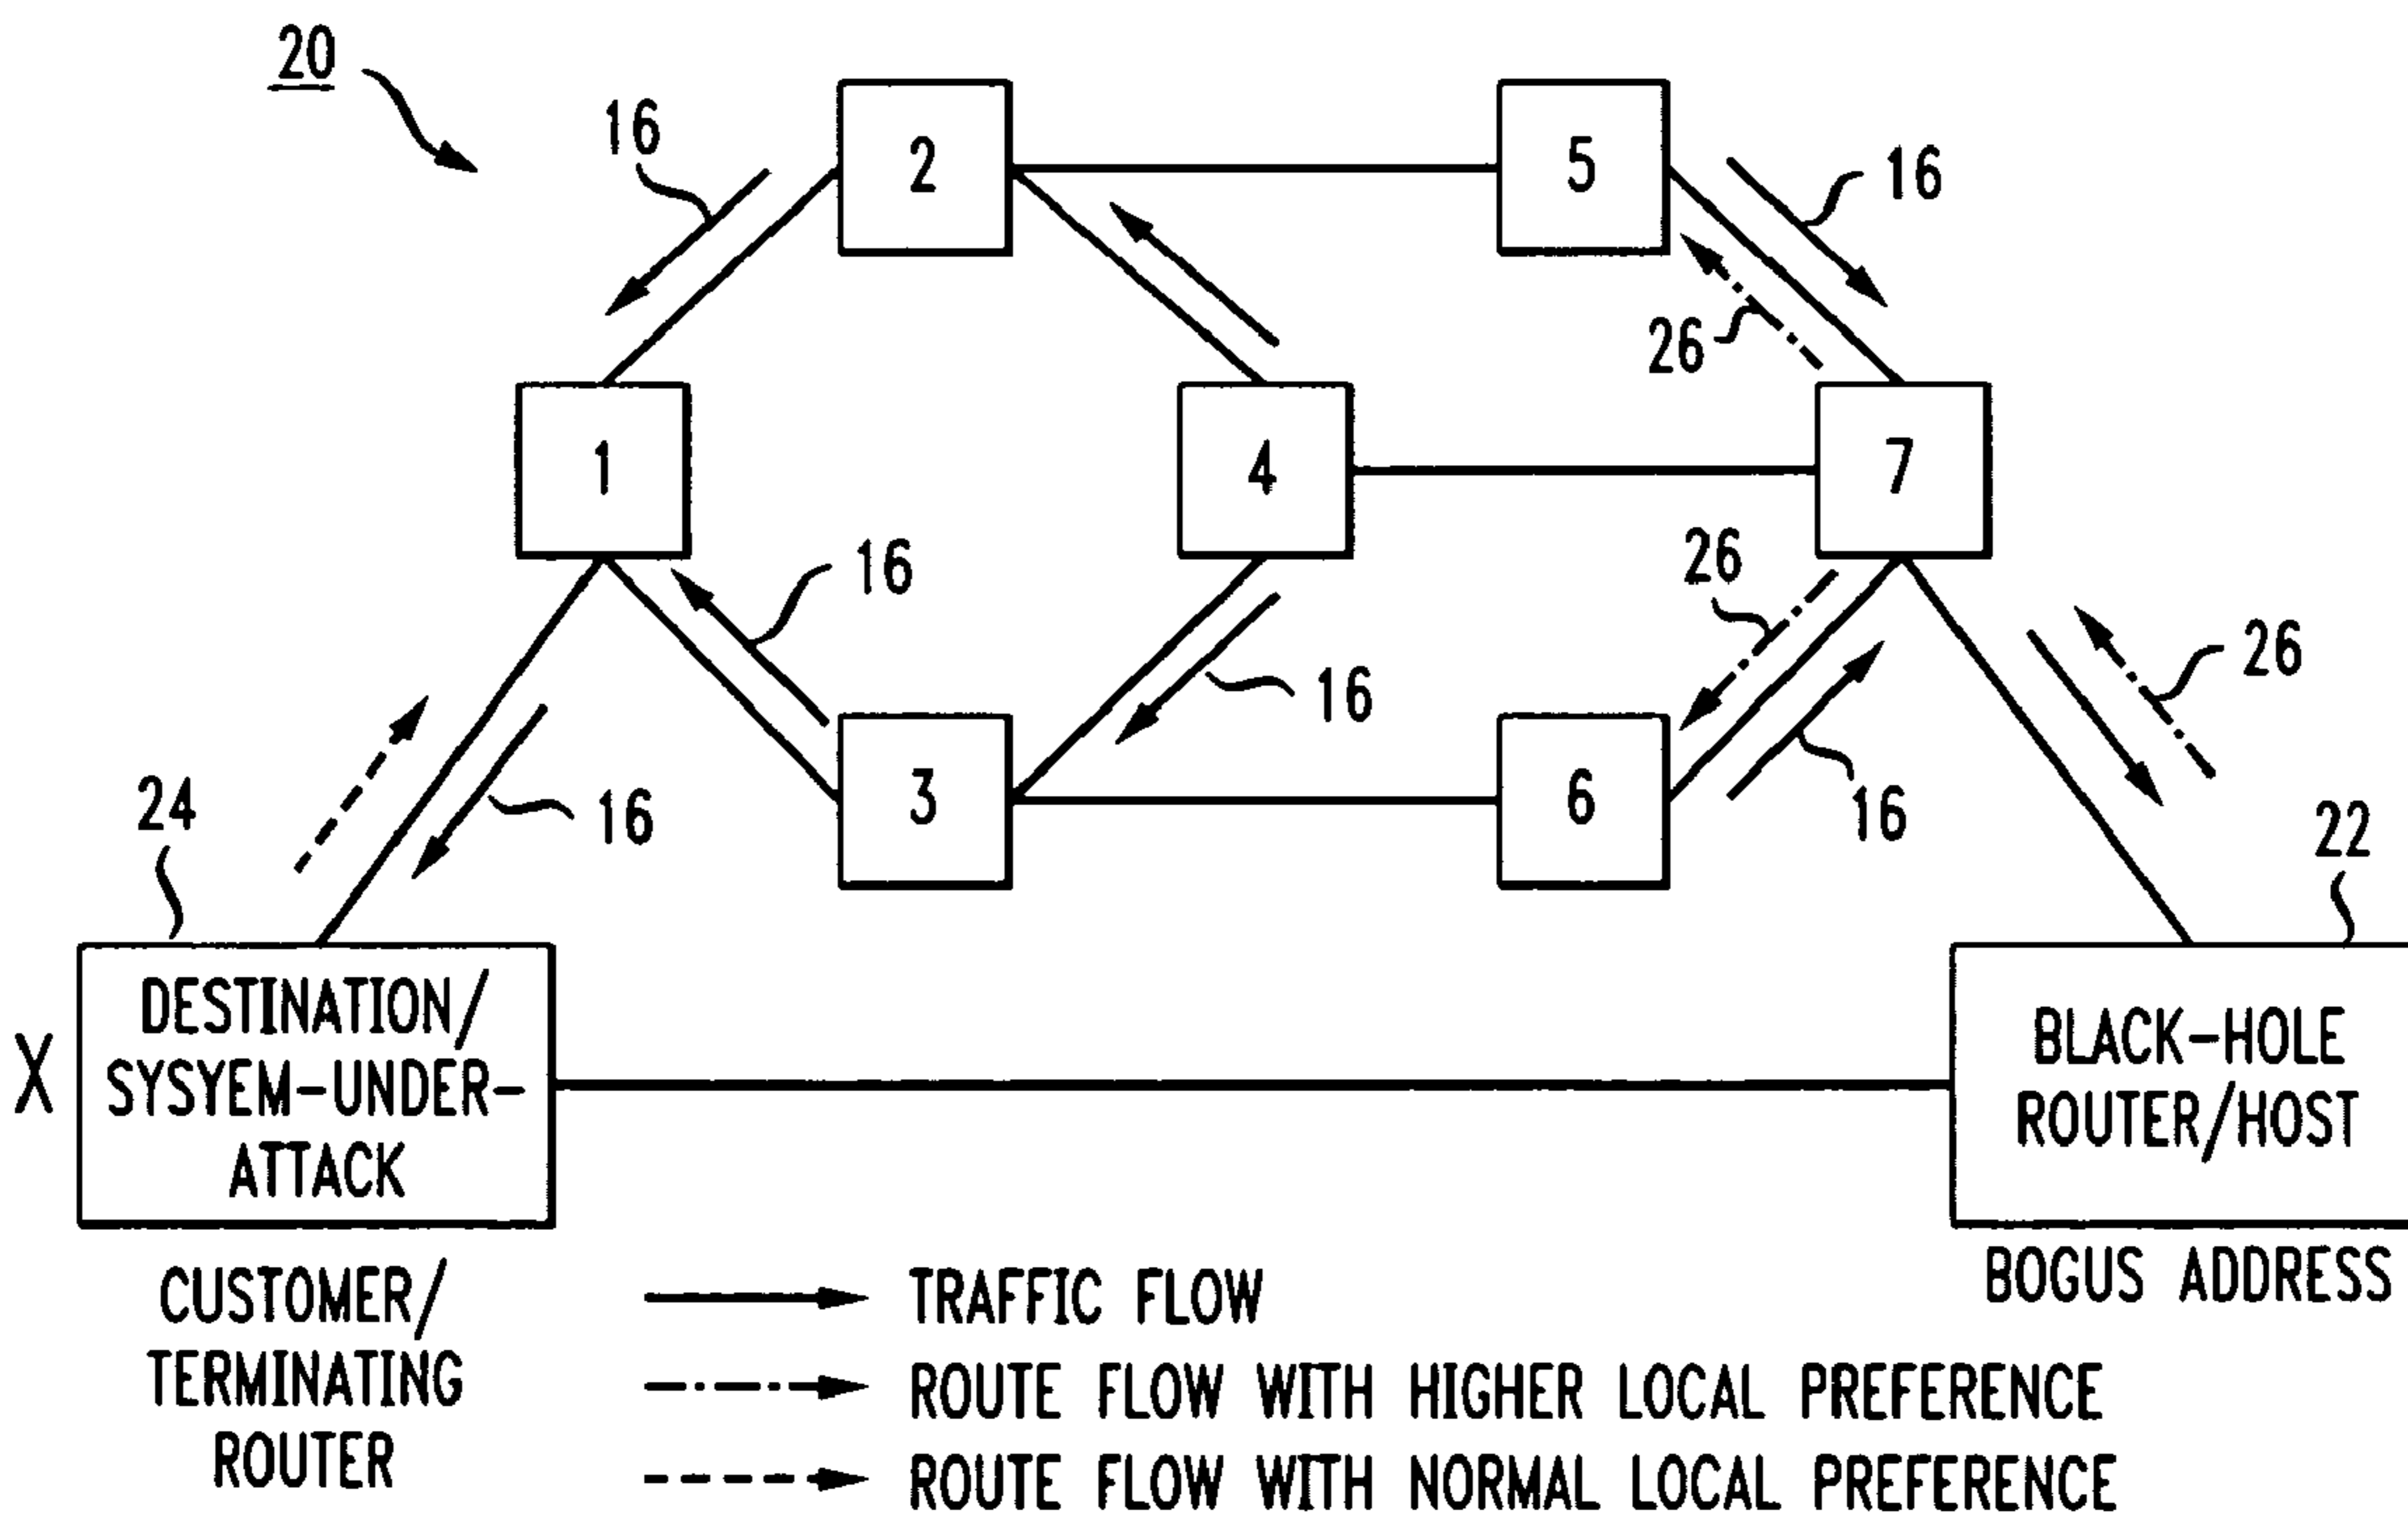 20
16
2
5
16
26
1
4
7
16
26
16
26
24
16
3
6
16
22
X
DESTINATION/
SYSYEM-UNDER-
ATTACK
BLACK-HOLE
ROUTER/HOST
CUSTOMER/
TERMINATING
ROUTER
BOGUS ADDRESS
TRAFFIC FLOW
ROUTE FLOW WITH HIGHER LOCAL PREFERENCE
ROUTE FLOW WITH NORMAL LOCAL PREFERENCE